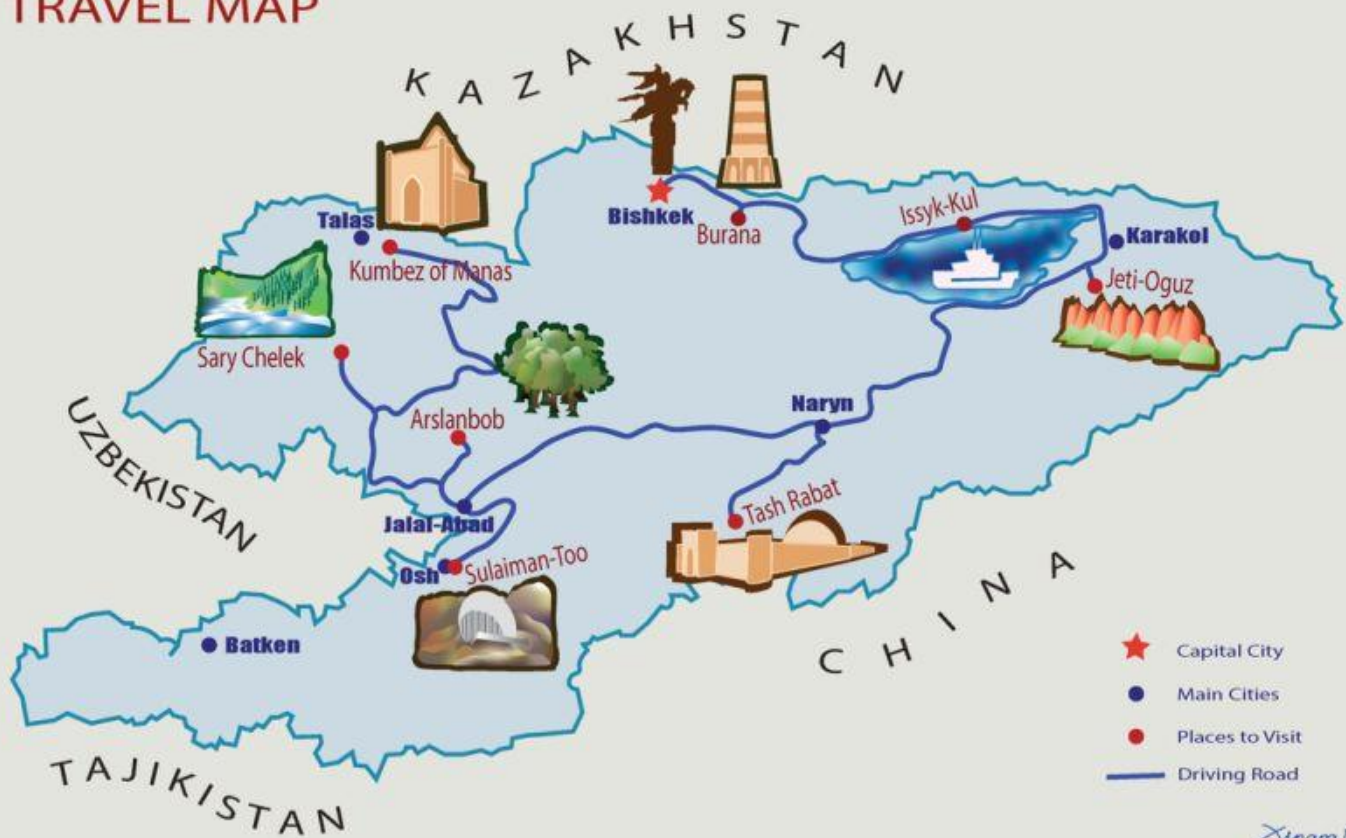 TRAVEL MAP
KAZAKHSTAN
Talas
Kumbez of Manas
Bishkek
Burana
Issyk-Kul
Karakol
Jeti-Oguz
Sary Chelek
UZBEKISTAN
Arslanbob
Naryn
Jalal-Abad
Tash Rabat
Osh
Sulaiman-Too
CHINA
Batken
TAJIKISTAN
Capital City
Main Cities
Places to Visit
Driving Road